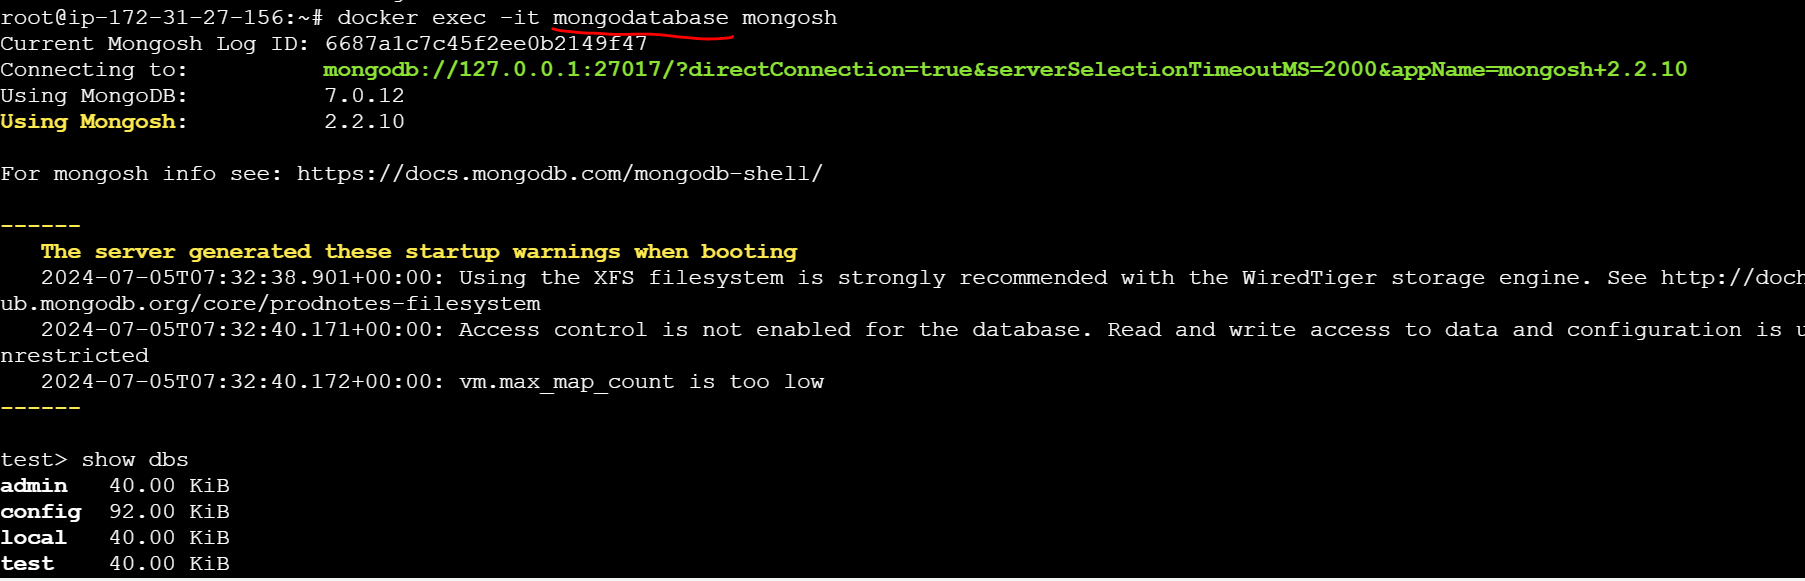 root@ip-172-31-27-156:~# docker exec -it mongodatabase mongosh
Current Mongosh Log ID: 6687a1c7c45f2ee0b2149f47
Connecting to:          mongodb://127.0.0.1:27017/?directConnection=true&serverSelectionTimeoutMS=2000&appName=mongosh+2.2.10
Using MongoDB:          7.0.12
Using Mongosh:          2.2.10
For mongosh info see: https://docs.mongodb.com/mongodb-shell/
------
   The server generated these startup warnings when booting
   2024-07-05T07:32:38.901+00:00: Using the XFS filesystem is strongly recommended with the WiredTiger storage engine. See http://doch
ub.mongodb.org/core/prodnotes-filesystem
   2024-07-05T07:32:40.171+00:00: Access control is not enabled for the database. Read and write access to data and configuration is u
nrestricted
   2024-07-05T07:32:40.172+00:00: vm.max_map_count is too low
------
test> show dbs
admin   40.00 KiB
config  92.00 KiB
local   40.00 KiB
test    40.00 KiB